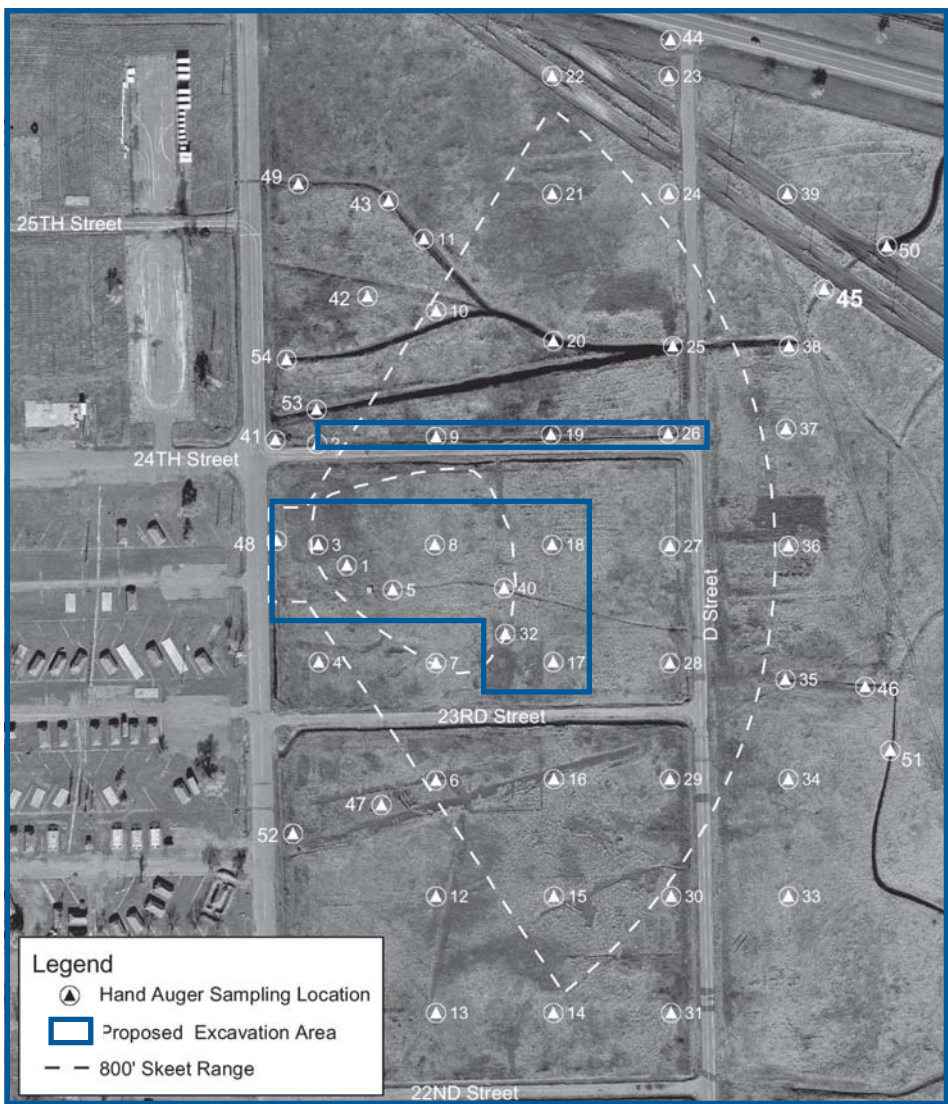 44
22 23
49 43 21 24 39
25TH Street
11 50
42 10 45
54 20 25 38
53
41 24 9 19 26 37
24TH Street
48 3 8 18 27 36
1
5 40
32
4 7 17 28 35 46
D Street
23RD Street
51
6 16 29 34
47
52
12 15 30 33
Legend
Hand Auger Sampling Location
Proposed Excavation Area
800' Skeet Range
13 14 31
22ND Street